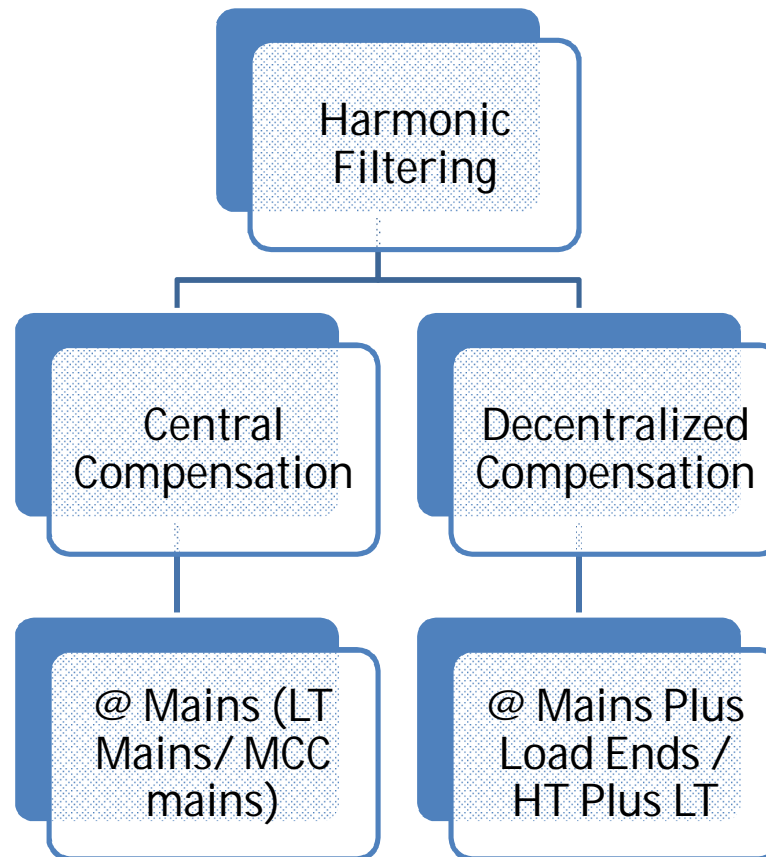 Harmonic
Filtering
Central
Compensation
Decentralized
Compensation
@ Mains (LT
Mains/ MCC
mains)
@ Mains Plus
Load Ends /
HT Plus LT